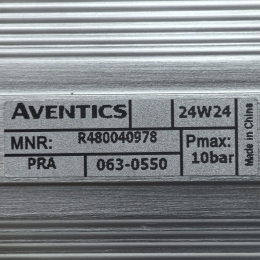 AVENTICS 24W24
MNR: R480040978 Pmax:
PRA 063-0550 10bar
Made in China